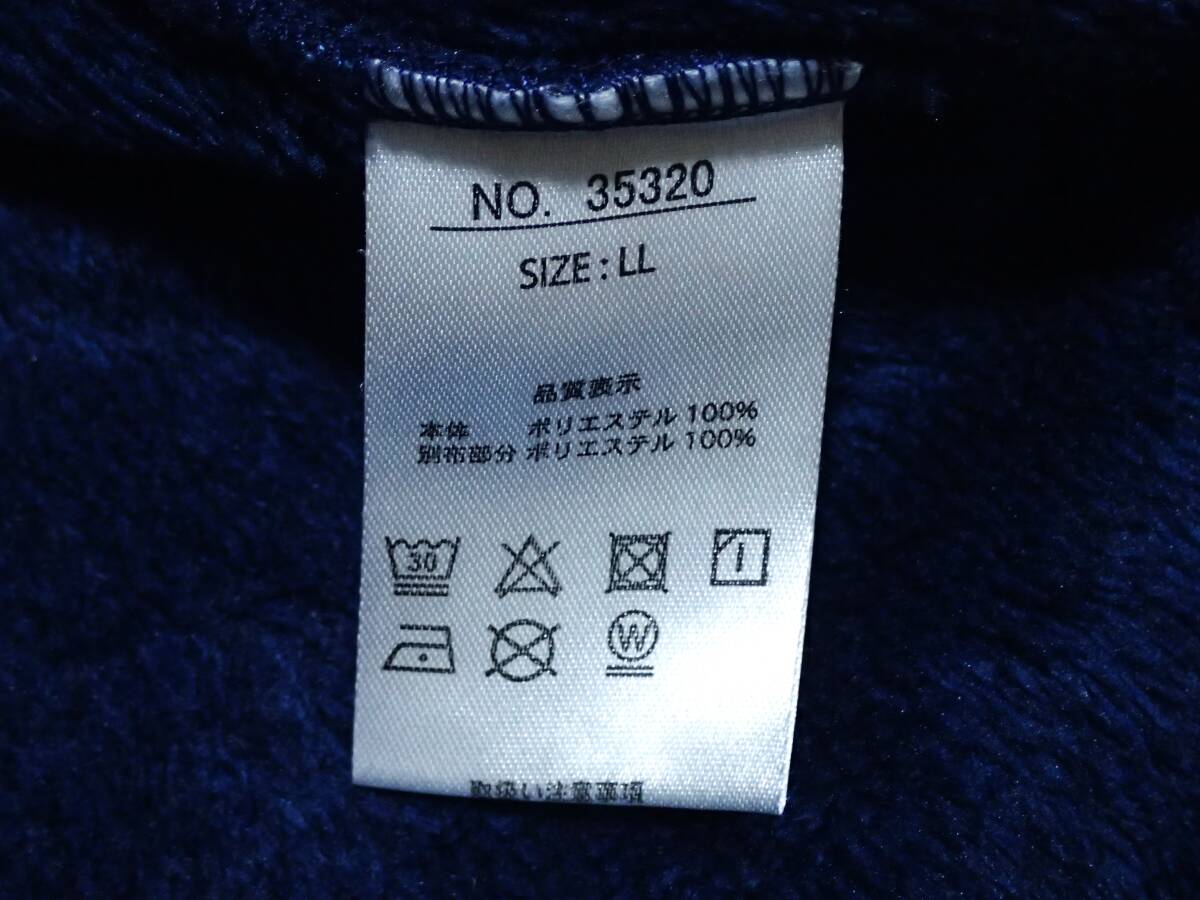 NO. 35320
SIZE : LL
品質表示
本体 ポリエステル 100%
別布部分 ポリエステル 100%
30
W
取扱い注意事項